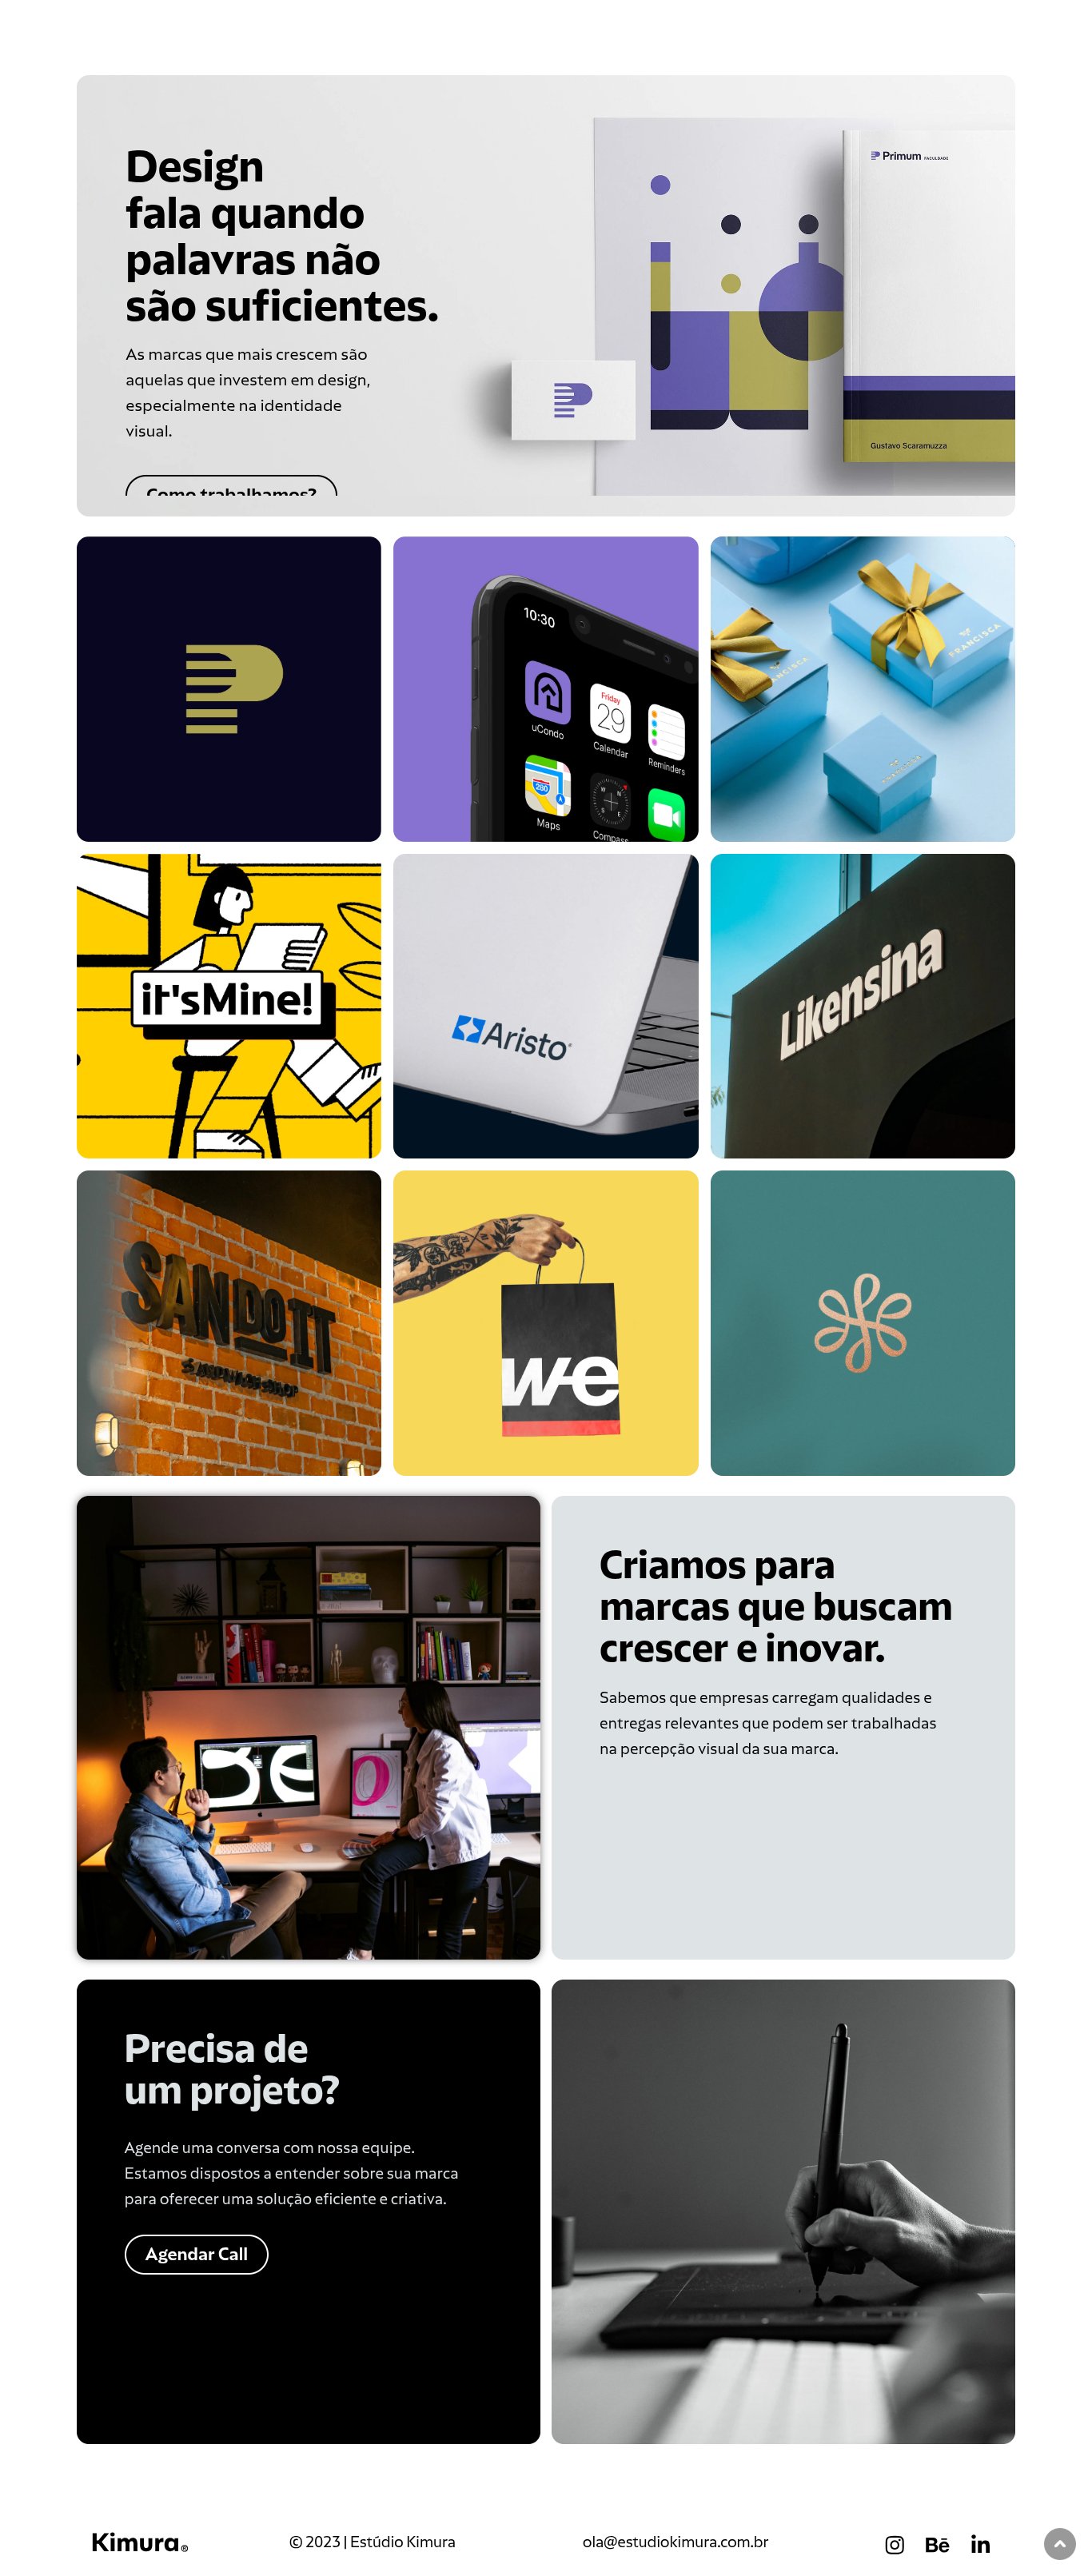 Design
fala quando
palavras não
são suficientes.
As marcas que mais crescem são
aquelas que investem em design,
especialmente na identidade
visual.
Como trabalhamos?
Primum FACULDADE
Gustavo Scaramuzza
10:30
uCondo
Friday
29
Calendar
Reminders
280
Maps
N
W
S
E
Compass
FRANCISCA
it'sMine!
Aristo
Likensina
SANDOIT
SANDWICH SHOP
we
Criamos para
marcas que buscam
crescer e inovar.
Sabemos que empresas carregam qualidades e
entregas relevantes que podem ser trabalhadas
na percepção visual da sua marca.
Precisa de
um projeto?
Agende uma conversa com nossa equipe.
Estamos dispostos a entender sobre sua marca
para oferecer uma solução eficiente e criativa.
Agendar Call
Kimura®
© 2023 | Estúdio Kimura
ola@estudiokimura.com.br
Bē
in